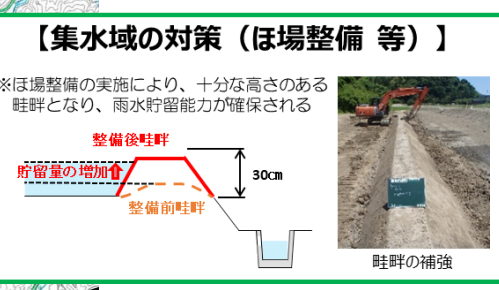 【集水域の対策（ほ場整備 等）】
※ほ場整備の実施により、十分な高さのある
畦畔となり、雨水貯留能力が確保される
整備後畦畔
貯留量の増加
30cm
整備前畦畔
畦畔の補強